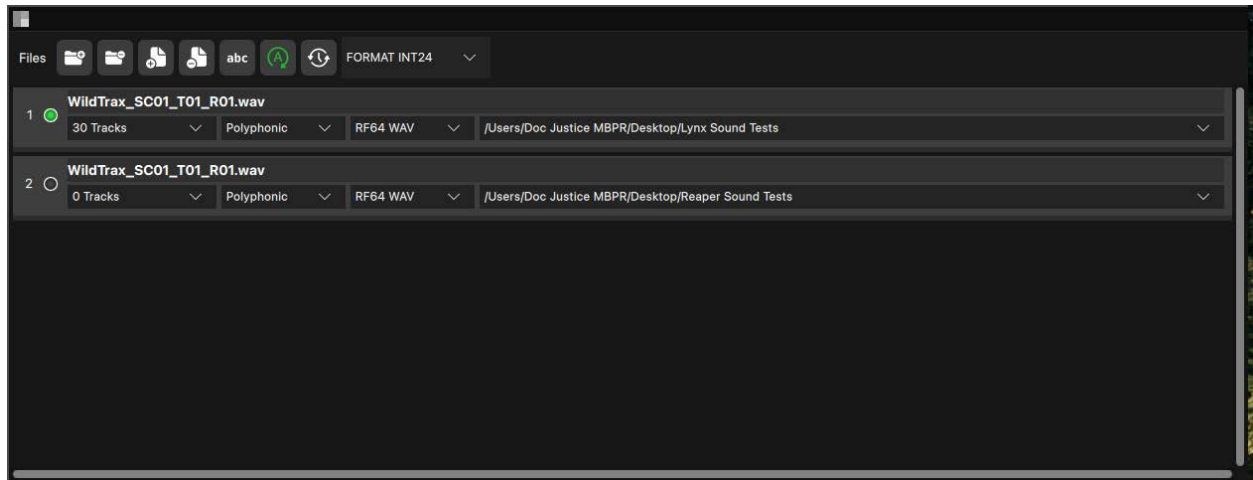 Files abc A FORMAT INT24
WildTrax_SC01_T01_R01.wav
1
30 Tracks Polyphonic RF64 WAV /Users/Doc Justice MBPR/Desktop/Lynx Sound Tests
WildTrax_SC01_T01_R01.wav
2
0 Tracks Polyphonic RF64 WAV /Users/Doc Justice MBPR/Desktop/Reaper Sound Tests